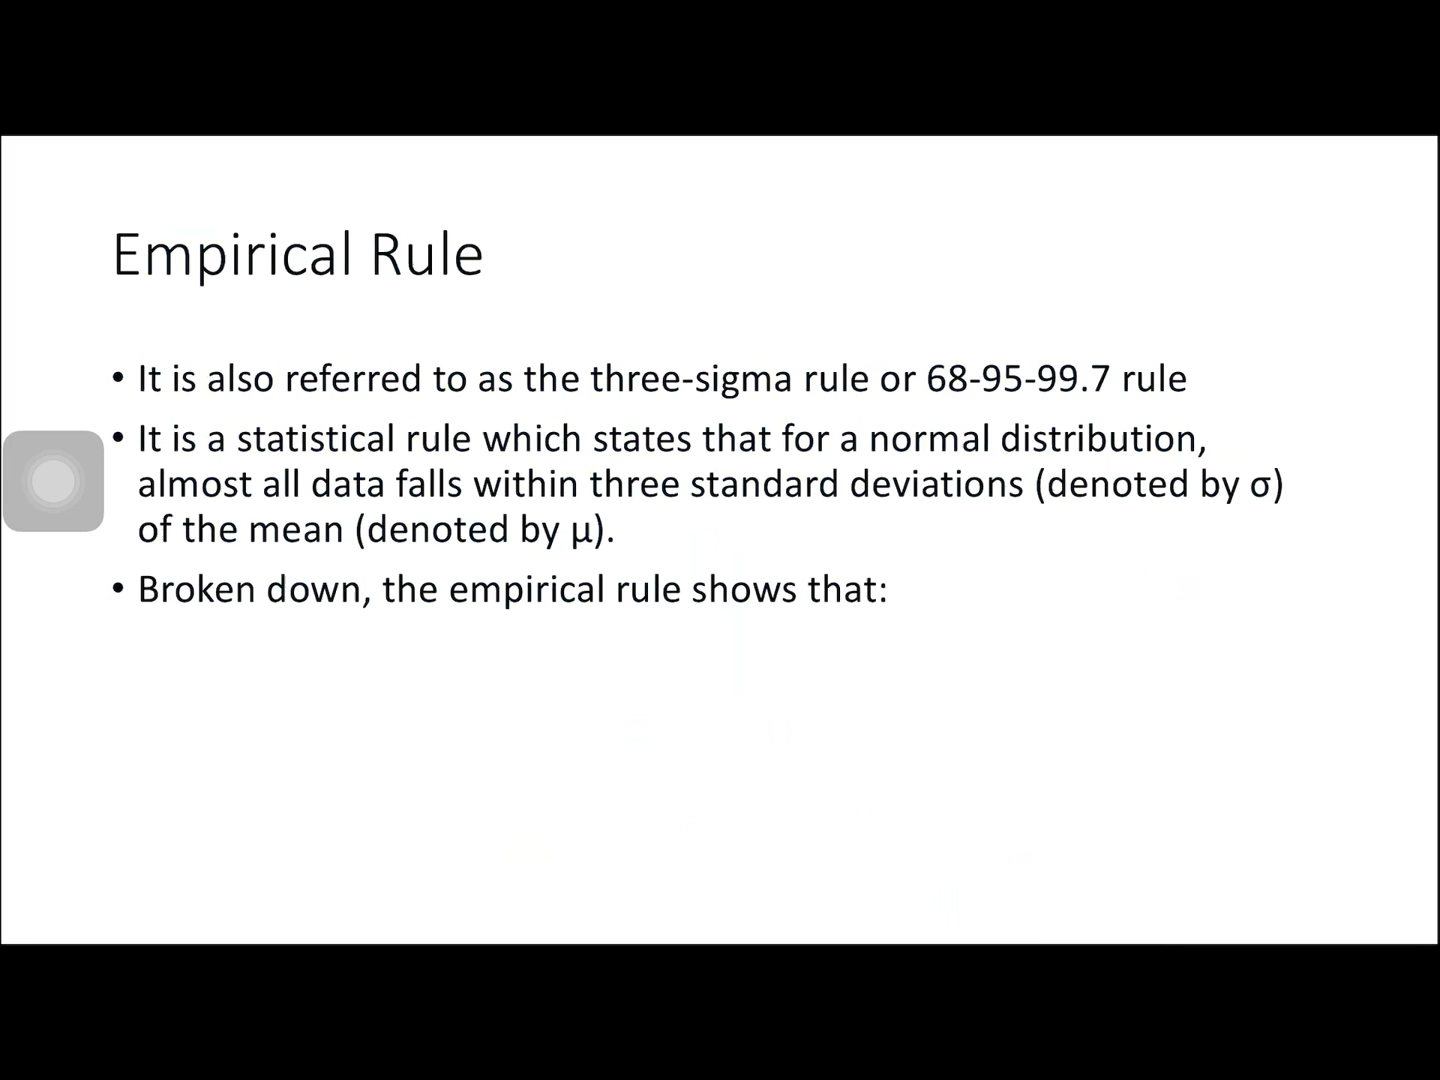 Empirical Rule
• It is also referred to as the three-sigma rule or 68-95-99.7 rule
• It is a statistical rule which states that for a normal distribution,
almost all data falls within three standard deviations (denoted by σ)
of the mean (denoted by µ).
• Broken down, the empirical rule shows that: